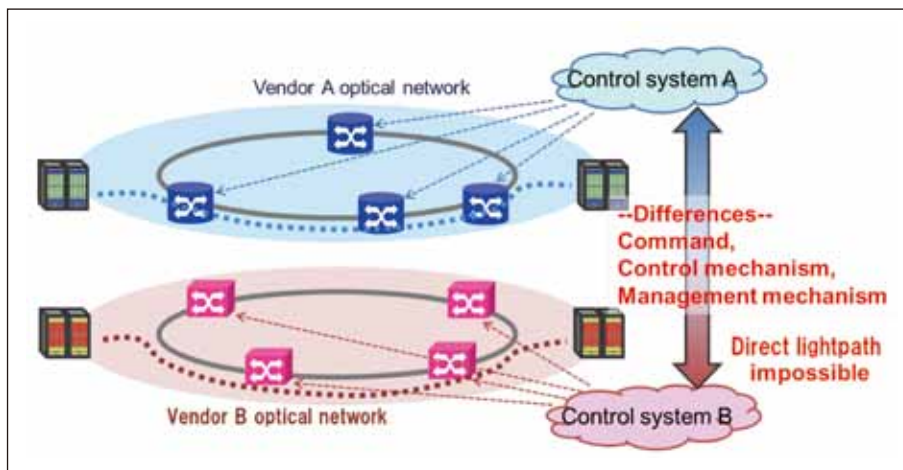 Vendor A optical network
Control system A
--Differences--
Command,
Control mechanism,
Management mechanism
Direct lightpath
impossible
Vendor B optical network
Control system B